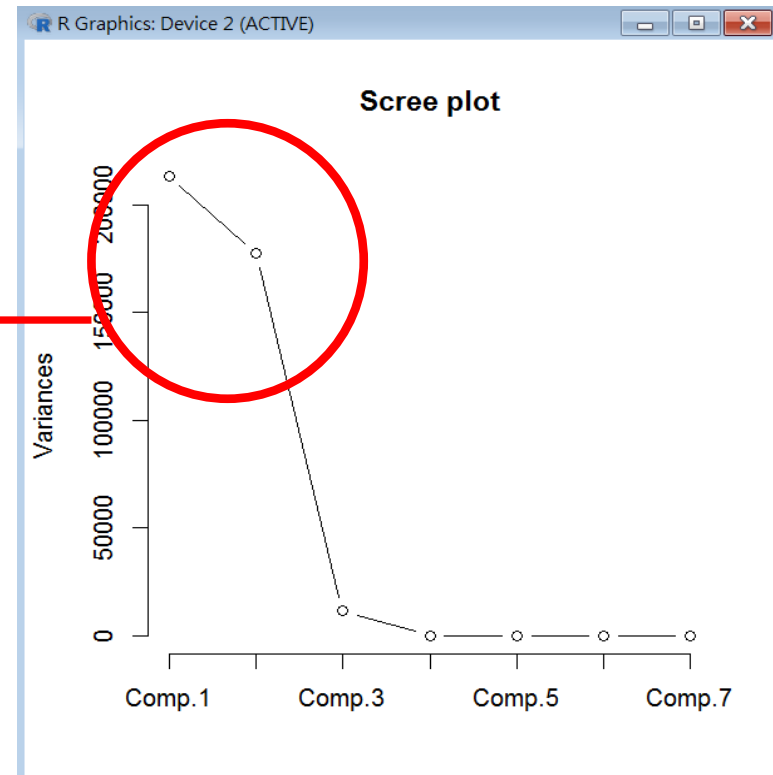 R Graphics: Device 2 (ACTIVE)
Scree plot
Variances
200000
150000
100000
50000
0
Comp.1 Comp.3 Comp.5 Comp.7